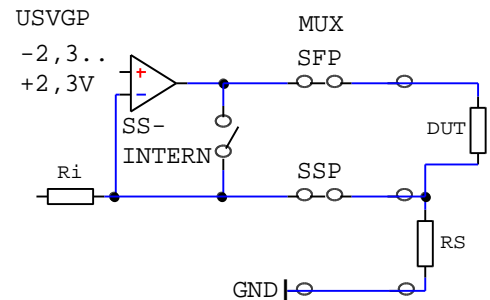 USVGP
MUX
-2,3..
SFP
+
+2,3V
-
SS-
DUT
INTERN
Ri
SSP
RS
GND